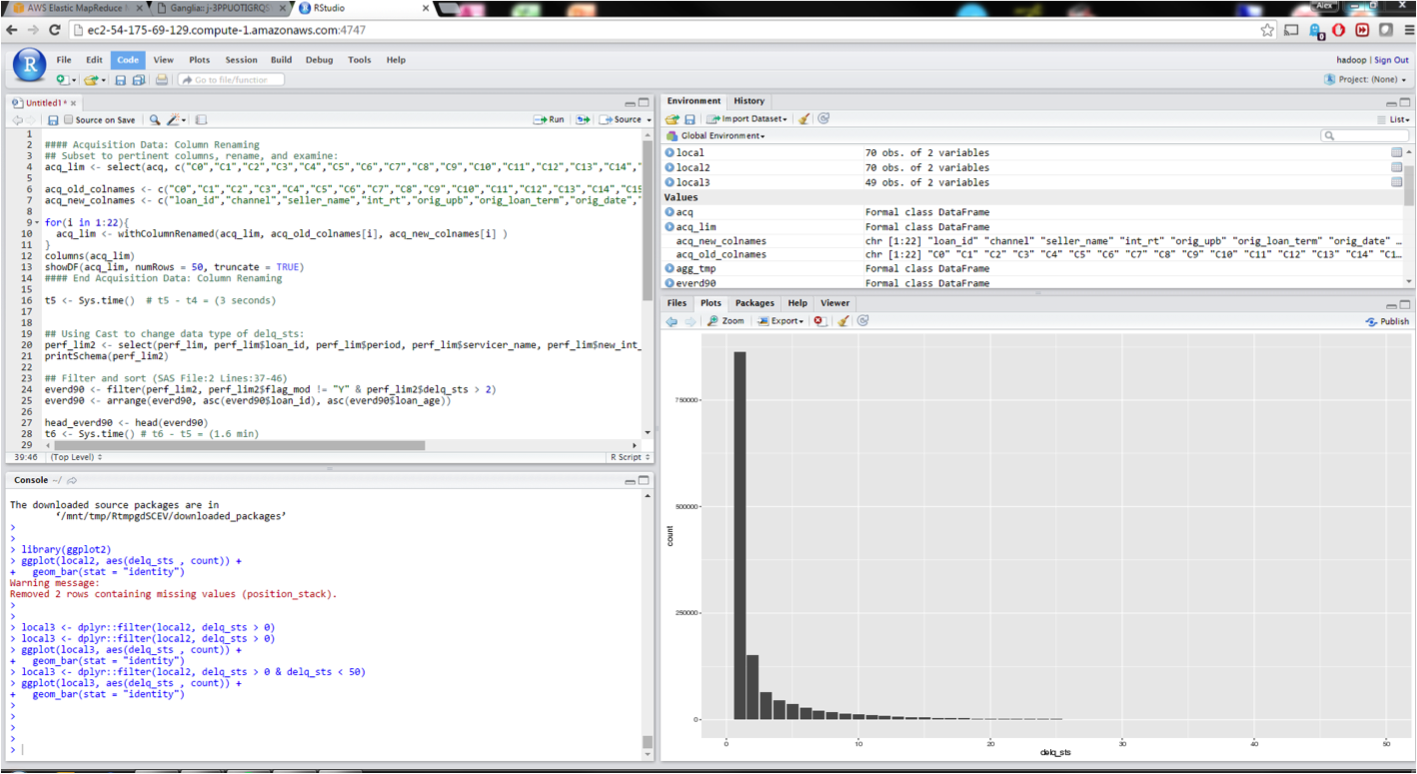 AWS Elastic MapReduce
Ganglia: j-3PPUOTIGRQS
RStudio
Alex
ec2-54-175-69-129.compute-1.amazonaws.com:4747
File Edit Code View Plots Session Build Debug Tools Help
hadoop | Sign Out
Go to file/function
Project: (None)
Untitled1*
Source on Save
Run
Source
1
2 #### Acquisition Data: Column Renaming
3 ## Subset to pertinent columns, rename, and examine:
4 acq_lim <- select(acq, c("C0","C1","C2","C3","C4","C5","C6","C7","C8","C9","C10","C11","C12","C13","C14",
5
6 acq_old_colnames <- c("C0","C1","C2","C3","C4","C5","C6","C7","C8","C9","C10","C11","C12","C13","C14","C15
7 acq_new_colnames <- c("loan_id","channel","seller_name","int_rt","orig_upb","orig_loan_term","orig_date",
8
9 for(i in 1:22){
10 acq_lim <- withColumnRenamed(acq_lim, acq_old_colnames[i], acq_new_colnames[i] )
11 }
12 columns(acq_lim)
13 showDF(acq_lim, numRows = 50, truncate = TRUE)
14 #### End Acquisition Data: Column Renaming
15
16 t5 <- Sys.time() # t5 - t4 = (3 seconds)
17
18
19 ## Using Cast to change data type of delq_sts:
20 perf_lim2 <- select(perf_lim, perf_lim$loan_id, perf_lim$period, perf_lim$servicer_name, perf_lim$new_int_
21 printSchema(perf_lim2)
22
23 ## Filter and sort (SAS File:2 Lines:37-46)
24 everd90 <- filter(perf_lim2, perf_lim2$flag_mod != "Y" & perf_lim2$delq_sts > 2)
25 everd90 <- arrange(everd90, asc(everd90$loan_id), asc(everd90$loan_age))
26
27 head_everd90 <- head(everd90)
28 t6 <- Sys.time() # t6 - t5 = (1.6 min)
29
39:46 (Top Level) R Script
Console ~/
The downloaded source packages are in
‘/mnt/tmp/RtmpgdSCEV/downloaded_packages’
>
>
> library(ggplot2)
> ggplot(local2, aes(delq_sts , count)) +
+ geom_bar(stat = "identity")
Warning message:
Removed 2 rows containing missing values (position_stack).
>
>
> local3 <- dplyr::filter(local2, delq_sts > 0)
> local3 <- dplyr::filter(local2, delq_sts > 0)
> ggplot(local3, aes(delq_sts , count)) +
+ geom_bar(stat = "identity")
> local3 <- dplyr::filter(local2, delq_sts > 0 & delq_sts < 50)
> ggplot(local3, aes(delq_sts , count)) +
+ geom_bar(stat = "identity")
>
>
>
>
>
Environment History
Import Dataset
List
Global Environment
local 70 obs. of 2 variables
local2 70 obs. of 2 variables
local3 49 obs. of 2 variables
Values
acq Formal class DataFrame
acq_lim Formal class DataFrame
acq_new_colnames chr [1:22] "loan_id" "channel" "seller_name" "int_rt" "orig_upb" "orig_loan_term" "orig_date" …
acq_old_colnames chr [1:22] "C0" "C1" "C2" "C3" "C4" "C5" "C6" "C7" "C8" "C9" "C10" "C11" "C12" "C13" "C14" "C1…
agg_tmp Formal class DataFrame
everd90 Formal class DataFrame
Files Plots Packages Help Viewer
Zoom Export Publish
750000
500000
250000
0
count
0 10 20 30 40 50
delq_sts